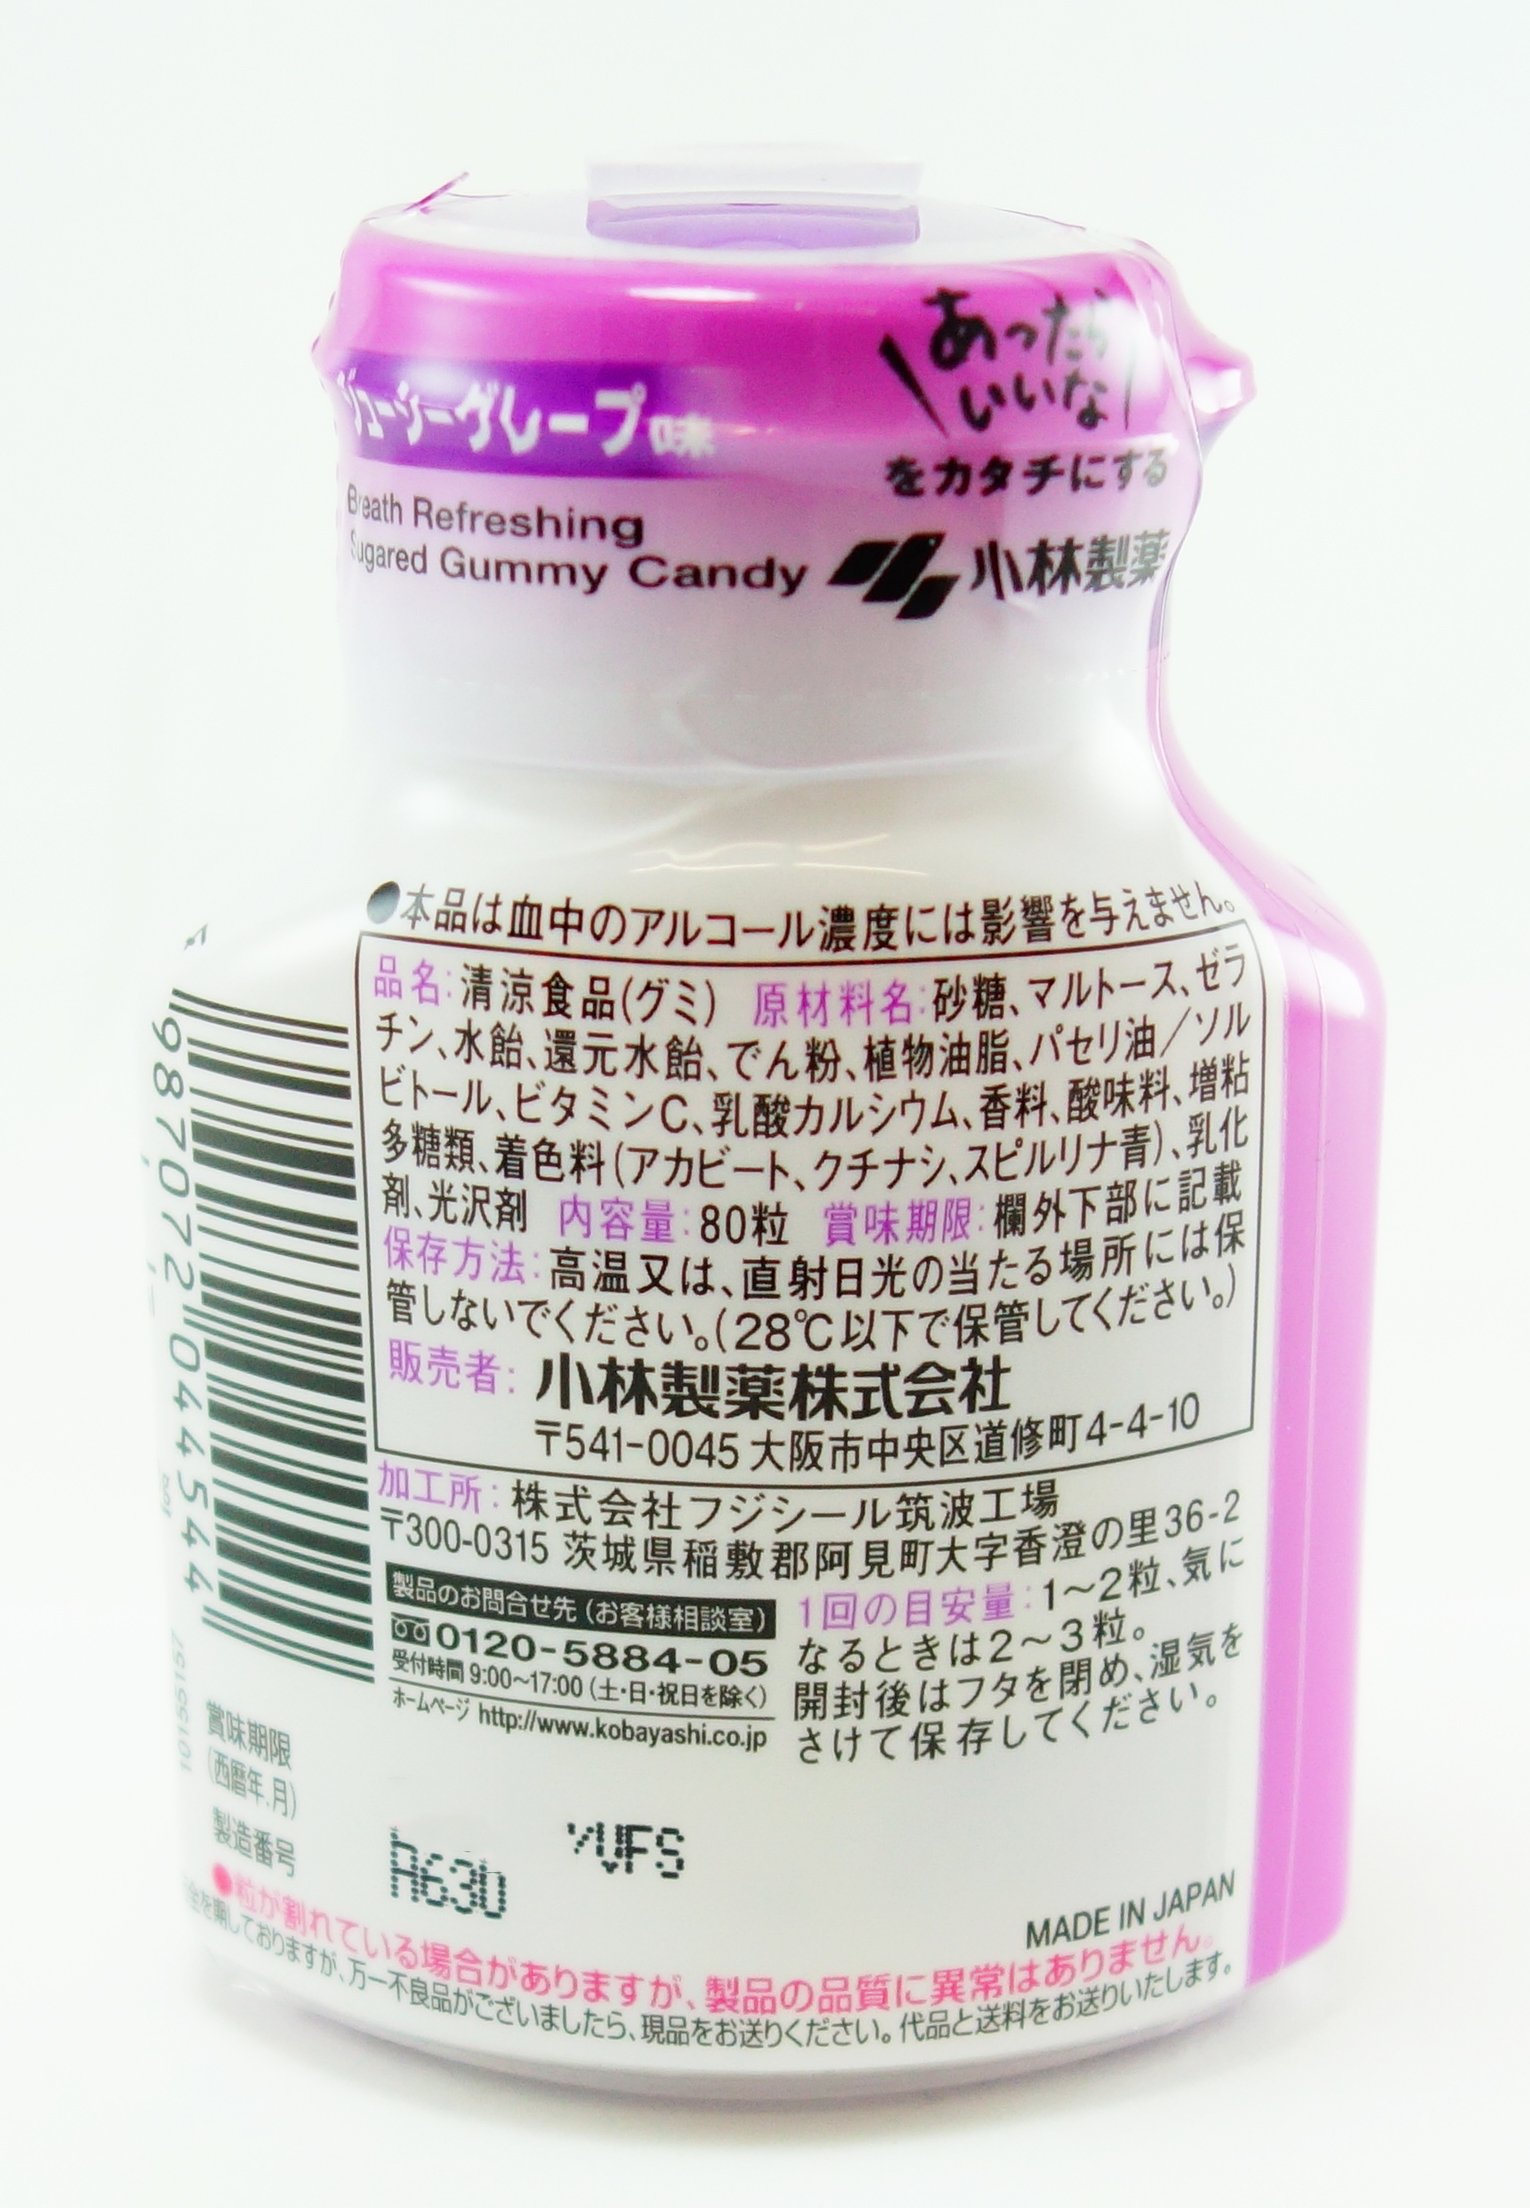 ジューシーグレープ味
Breath Refreshing
Sugared Gummy Candy
あったら
いいな
をカタチにする
小林製薬
●本品は血中のアルコール濃度には影響を与えません。
品名:清涼食品(グミ) 原材料名:砂糖、マルトース、ゼラ
チン、水飴、還元水飴、でん粉、植物油脂、パセリ油/ソル
ビトール、ビタミンC、乳酸カルシウム、香料、酸味料、増粘
多糖類、着色料(アカビート、クチナシ、スピルリナ青)、乳化
剤、光沢剤 内容量:80粒 賞味期限:欄外下部に記載
保存方法:高温又は、直射日光の当たる場所には保
管しないでください。(28℃以下で保管してください。)
販売者:小林製薬株式会社
〒541-0045 大阪市中央区道修町4-4-10
加工所:株式会社フジシール筑波工場
〒300-0315 茨城県稲敷郡阿見町大字香澄の里36-2
製品のお問合せ先(お客様相談室)
0120-5884-05
受付時間 9:00~17:00(土・日・祝日を除く)
ホームページ http://www.kobayashi.co.jp
1回の目安量:1~2粒、気に
なるときは2~3粒。
開封後はフタを閉め、湿気を
さけて保存してください。
987072 044544
10155157
賞味期限
(西暦年.月)
製造番号
A630
MADE IN JAPAN
●粒が割れている場合がありますが、製品の品質に異常はありません。
全を期しておりますが、万一不良品がございましたら、現品をお送りください。代品と送料をお送りいたします。